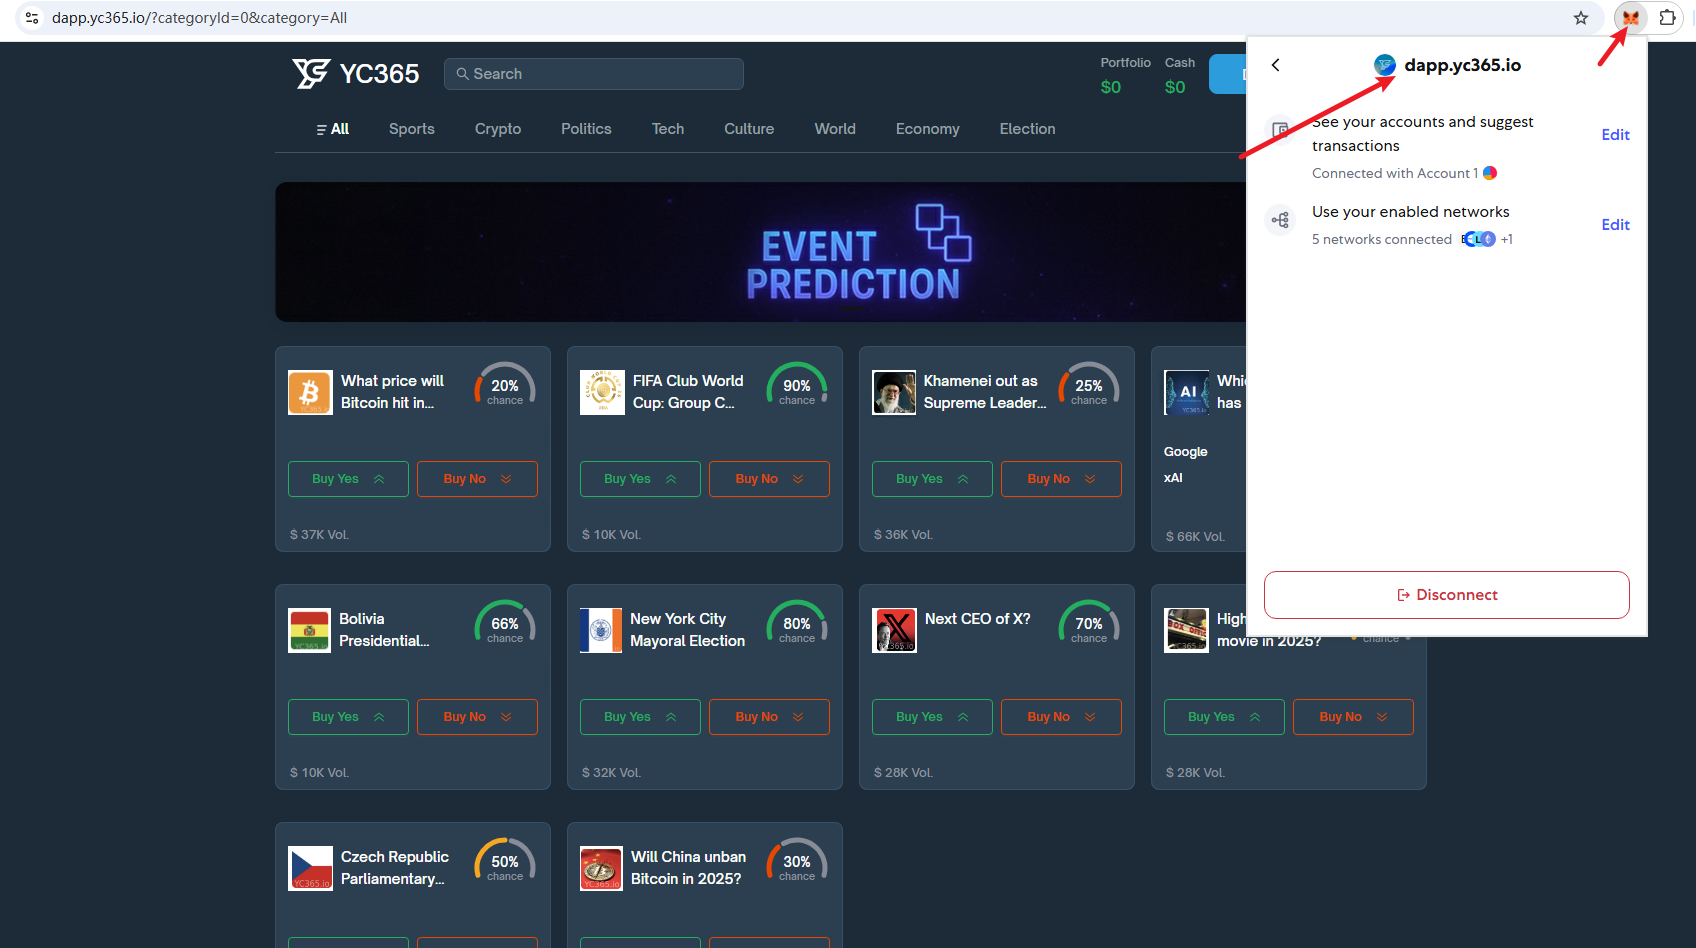 dapp.yc365.io/?categoryId=0&category=All
YC365
Search
Portfolio
$0
Cash
$0
All
Sports
Crypto
Politics
Tech
Culture
World
Economy
Election
EVENT
PREDICTION
dapp.yc365.io
See your accounts and suggest
transactions
Edit
Connected with Account 1
Use your enabled networks
Edit
5 networks connected
+1
Disconnect
What price will
Bitcoin hit in...
20%
chance
Buy Yes
Buy No
$ 37K Vol.
FIFA Club World
Cup: Group C...
90%
chance
Buy Yes
Buy No
$ 10K Vol.
Khamenei out as
Supreme Leader...
25%
chance
Buy Yes
Buy No
$ 36K Vol.
AI
has
Google
xAI
$ 66K Vol.
Bolivia
Presidential...
66%
chance
Buy Yes
Buy No
$ 10K Vol.
New York City
Mayoral Election
80%
chance
Buy Yes
Buy No
$ 32K Vol.
Next CEO of X?
70%
chance
Buy Yes
Buy No
$ 28K Vol.
BOX OFFICE
High
movie in 2025?
chance
Buy Yes
Buy No
$ 28K Vol.
YC365.io
Czech Republic
Parliamentary...
50%
chance
YC365.io
Will China unban
Bitcoin in 2025?
30%
chance